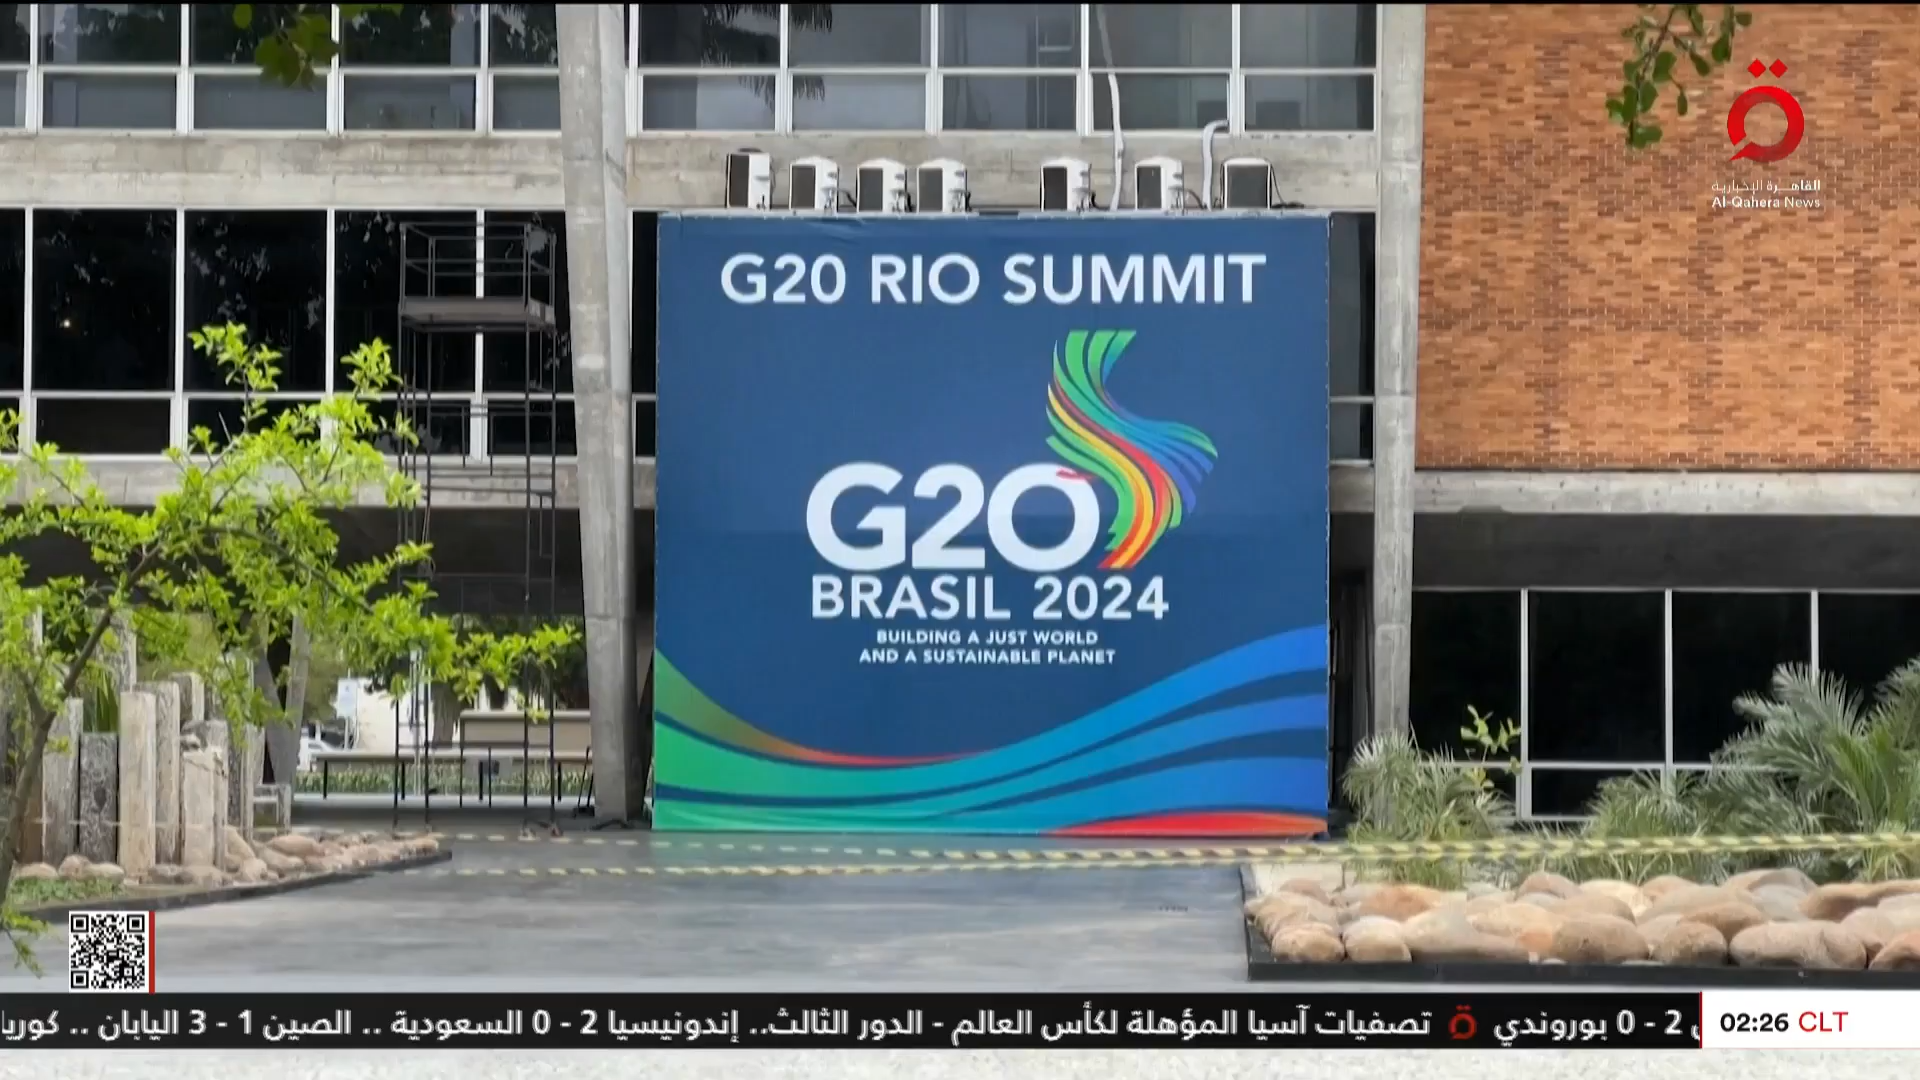 القاهرة الإخبارية
Al-Qahera News
G20 RIO SUMMIT
G20
BRASIL 2024
BUILDING A JUST WORLD
AND A SUSTAINABLE PLANET
2 - 0 بوروندي تصفيات آسيا المؤهلة لكأس العالم - الدور الثالث.. إندونيسيا 2 - 0 السعودية .. الصين 1 - 3 اليابان .. كوريا
02:26 CLT